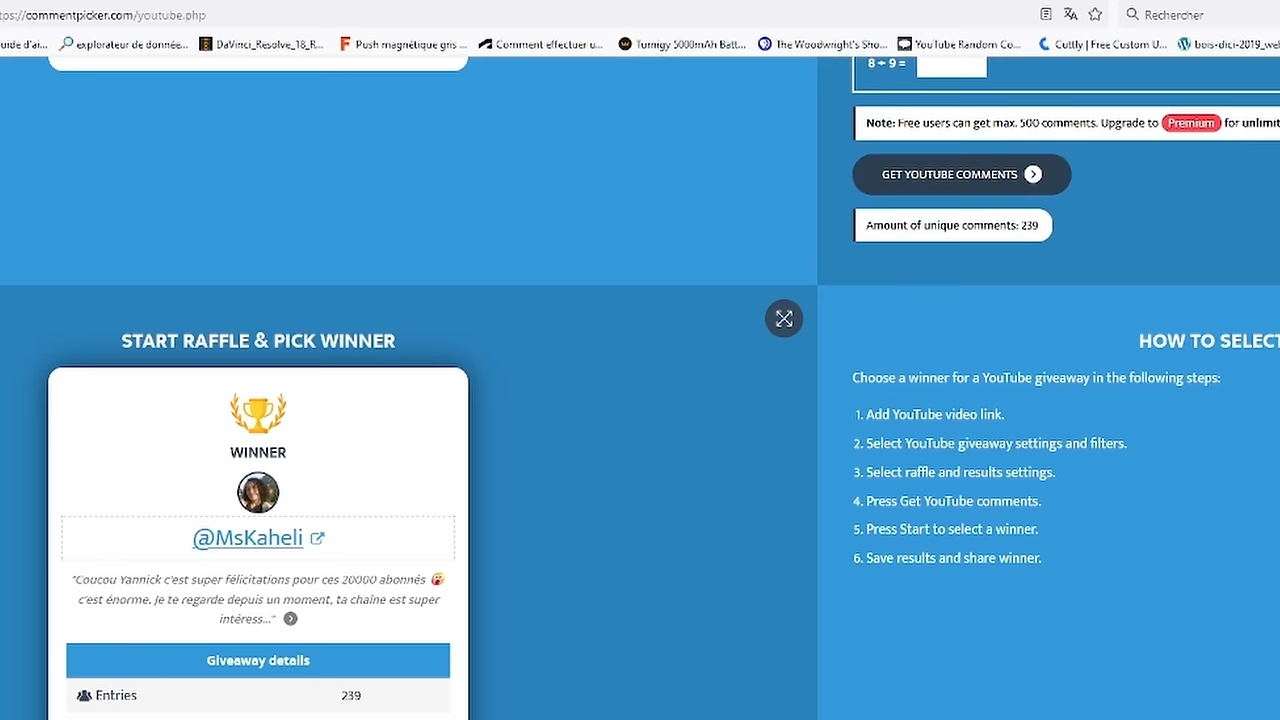 commentpicker.com/youtube.php
Rechercher
explorateur de donnée...
DaVinci_Resolve_18_R...
Push magnétique gris ...
Comment effectuer u...
Turnigy 5000mAh Batt...
The Woodwright's Sho...
YouTube Random Co...
Cuttly | Free Custom U...
bois-dici-2019_we
Note: Free users can get max. 500 comments. Upgrade to Premium for unlimit
GET YOUTUBE COMMENTS
Amount of unique comments: 239
START RAFFLE & PICK WINNER
WINNER
@MsKaheli
"Coucou Yannick c'est super félicitations pour ces 20000 abonnés 😱
c'est énorme. Je te regarde depuis un moment, ta chaîne est super
intéress..."
Giveaway details
Entries 239
HOW TO SELECT
Choose a winner for a YouTube giveaway in the following steps:
1. Add YouTube video link.
2. Select YouTube giveaway settings and filters.
3. Select raffle and results settings.
4. Press Get YouTube comments.
5. Press Start to select a winner.
6. Save results and share winner.